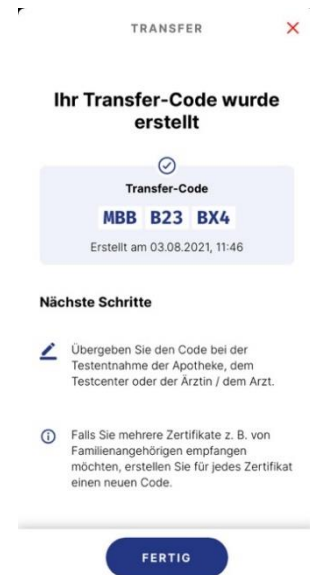 TRANSFER
Ihr Transfer-Code wurde
erstellt
Transfer-Code
MBB B23 BX4
Erstellt am 03.08.2021, 11:46
Nächste Schritte
Übergeben Sie den Code bei der
Testentnahme der Apotheke, dem
Testcenter oder der Ärztin / dem Arzt.
Falls Sie mehrere Zertifikate z. B. von
Familienangehörigen empfangen
möchten, erstellen Sie für jedes Zertifikat
einen neuen Code.
FERTIG